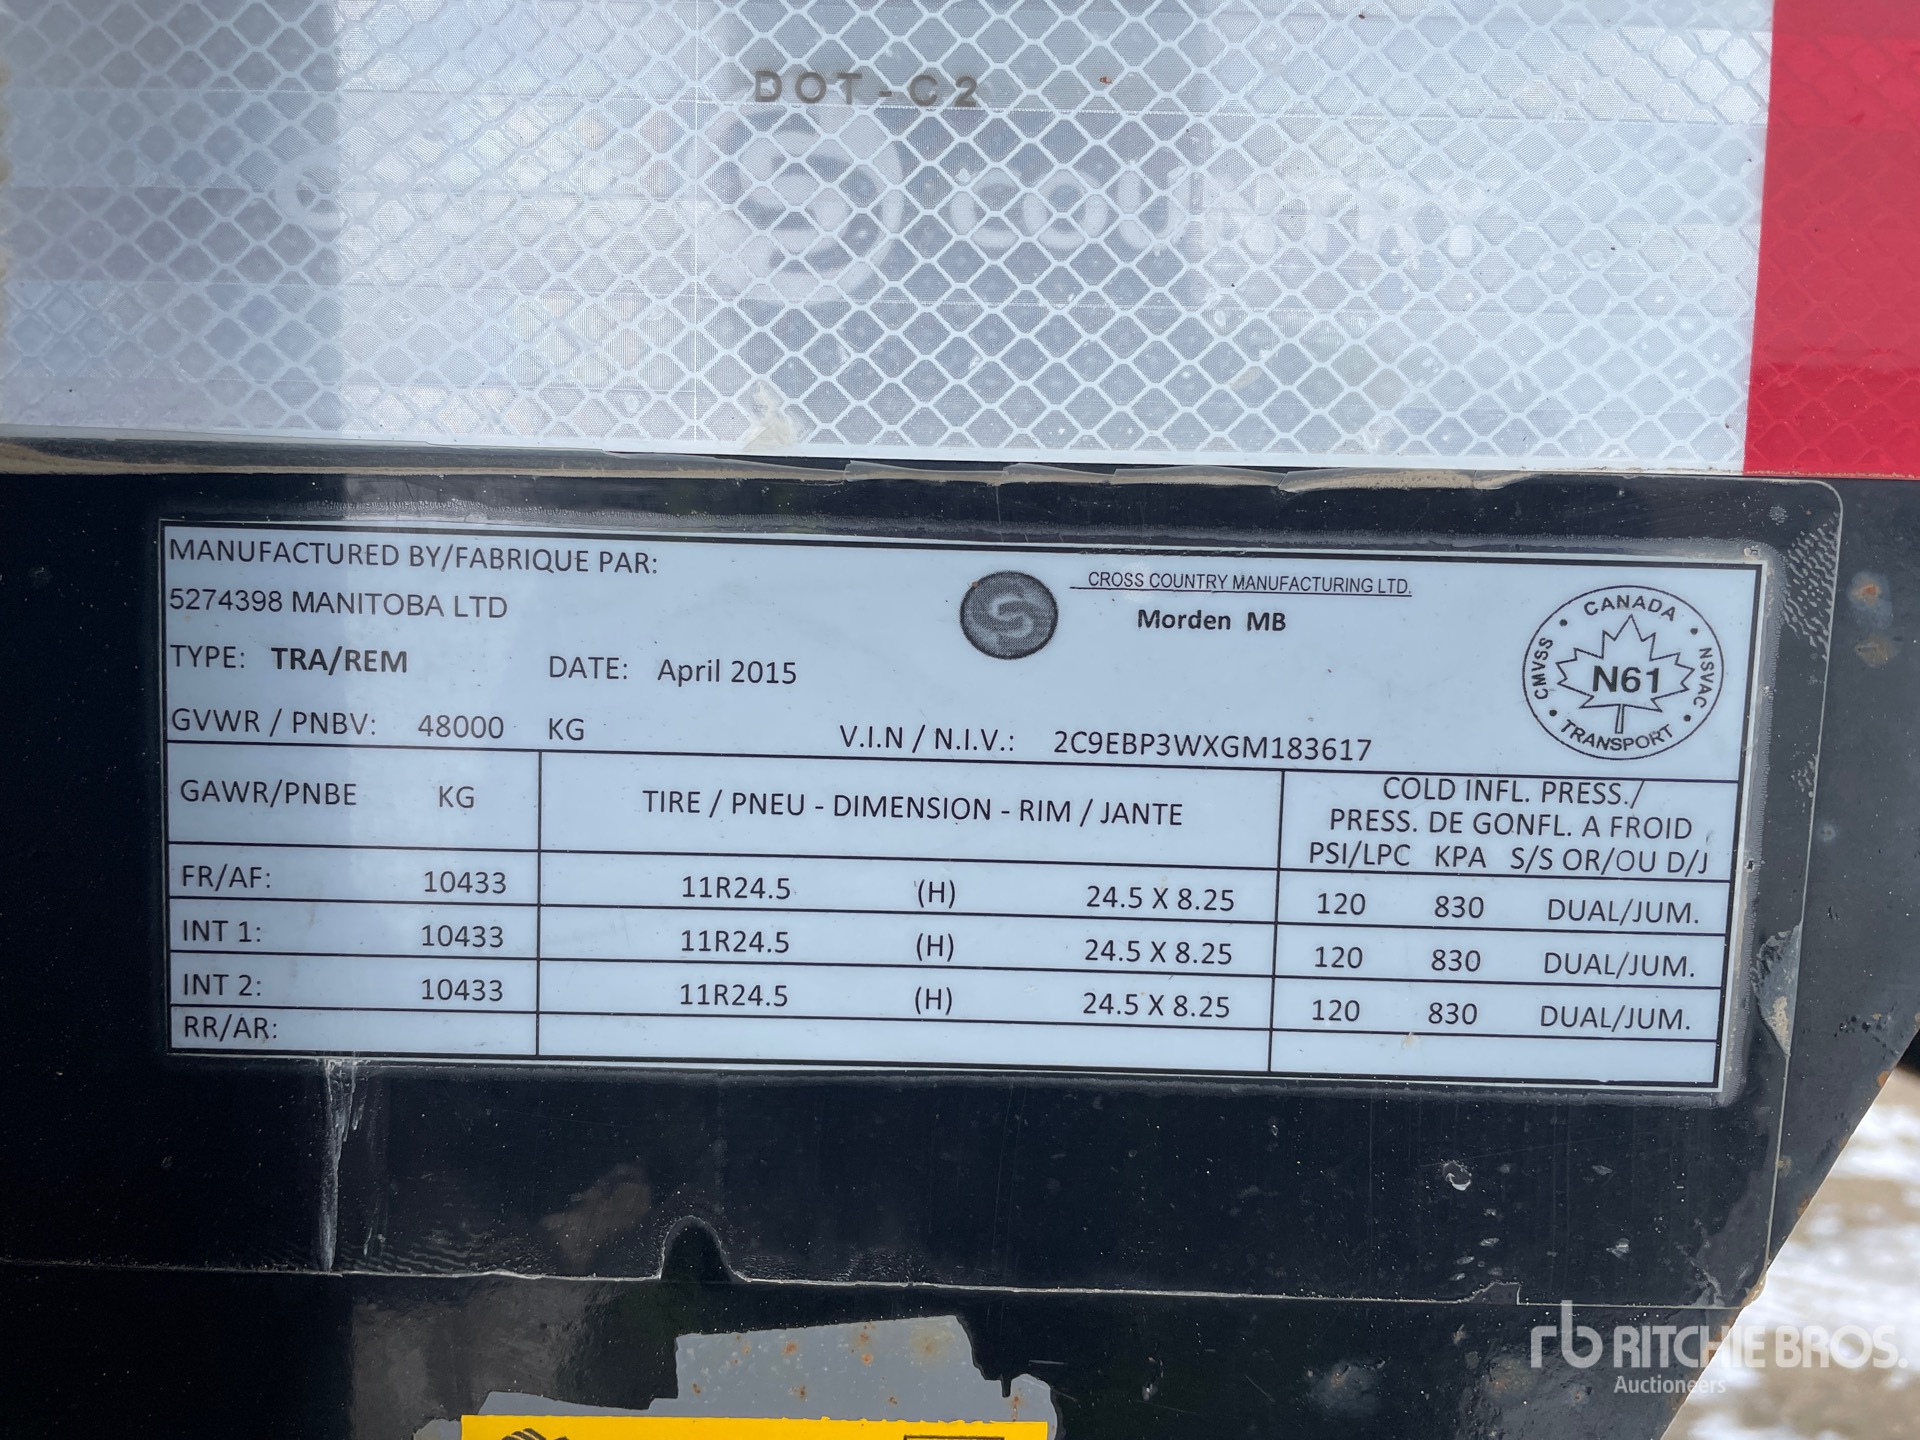 DOT-C2
COUNTRY
MANUFACTURED BY/FABRIQUE PAR:
5274398 MANITOBA LTD
S
CROSS COUNTRY MANUFACTURING LTD.
Morden MB
CANADA
CMVSS
NSVAC
N61
TRANSPORT
TYPE: TRA/REM DATE: April 2015
GVWR / PNBV: 48000 KG V.I.N / N.I.V.: 2C9EBP3WXGM183617
GAWR/PNBE KG TIRE / PNEU - DIMENSION - RIM / JANTE COLD INFL. PRESS./
PRESS. DE GONFL. A FROID
PSI/LPC KPA S/S OR/OU D/J
FR/AF: 10433 11R24.5 (H) 24.5 X 8.25 120 830 DUAL/JUM.
INT 1: 10433 11R24.5 (H) 24.5 X 8.25 120 830 DUAL/JUM.
INT 2: 10433 11R24.5 (H) 24.5 X 8.25 120 830 DUAL/JUM.
RR/AR:
rb RITCHIE BROS.
Auctioneers